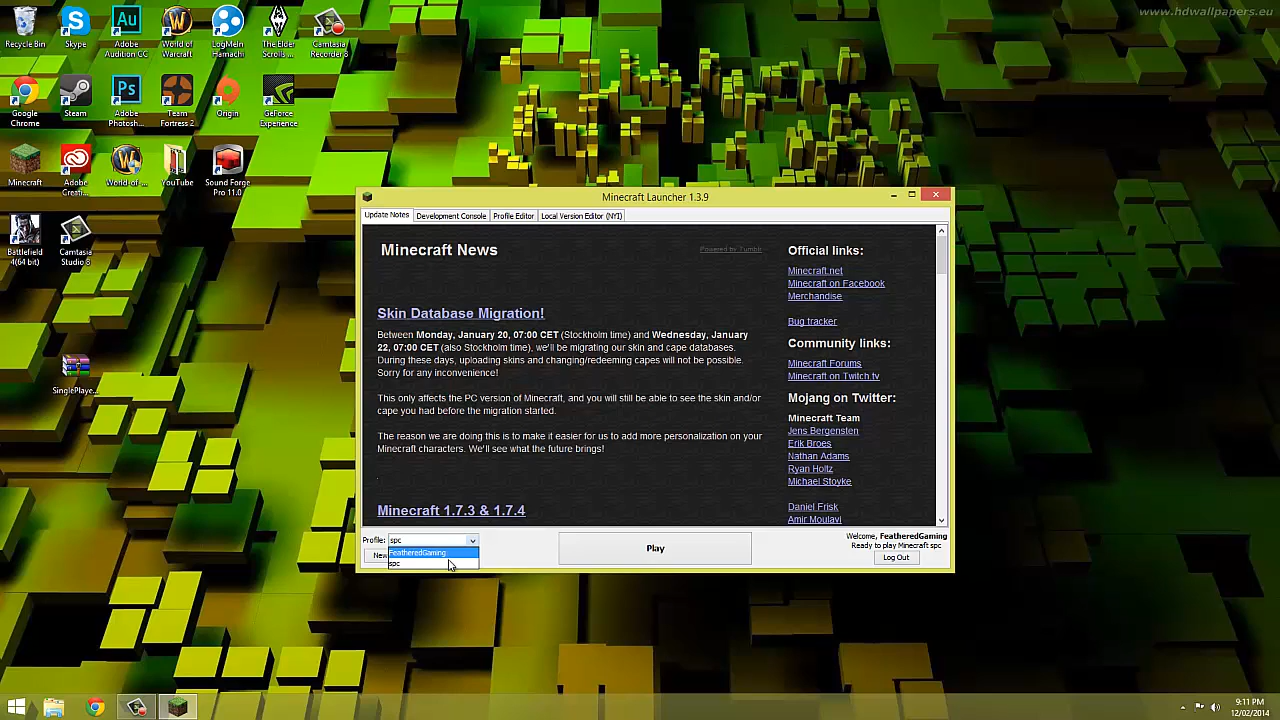 www.hdwallpapers.eu
Recycle Bin
Skype
Adobe Audition CC
World of Warcraft
LogMeIn Hamachi
The Elder Scrolls ...
Camtasia Recorder 8
Google Chrome
Steam
Adobe Photosh...
Team Fortress 2
Origin
GeForce Experience
Minecraft
Adobe Creati...
World-of-...
YouTube
Sound Forge Pro 11.0
Battlefield 4(64 bit)
Camtasia Studio 8
SinglePlaye...
Minecraft Launcher 1.3.9
Update Notes
Development Console
Profile Editor
Local Version Editor (NYI)
Minecraft News
Powered by Tumblr
Skin Database Migration!
Between Monday, January 20, 07:00 CET (Stockholm time) and Wednesday, January
22, 07:00 CET (also Stockholm time), we'll be migrating our skin and cape databases.
During these days, uploading skins and changing/redeeming capes will not be possible.
Sorry for any inconvenience!
This only affects the PC version of Minecraft, and you will still be able to see the skin and/or
cape you had before the migration started.
The reason we are doing this is to make it easier for us to add more personalization on your
Minecraft characters. We'll see what the future brings!
.
Minecraft 1.7.3 & 1.7.4
Official links:
Minecraft.net
Minecraft on Facebook
Merchandise
Bug tracker
Community links:
Minecraft Forums
Minecraft on Twitch.tv
Mojang on Twitter:
Minecraft Team
Jens Bergensten
Erik Broes
Nathan Adams
Ryan Holtz
Michael Stoyke
Daniel Frisk
Amir Moulavi
Profile: spc
FeatheredGaming
spc
New
Play
Welcome, FeatheredGaming
Ready to play Minecraft spc
Log Out
9:11 PM
12/02/2014